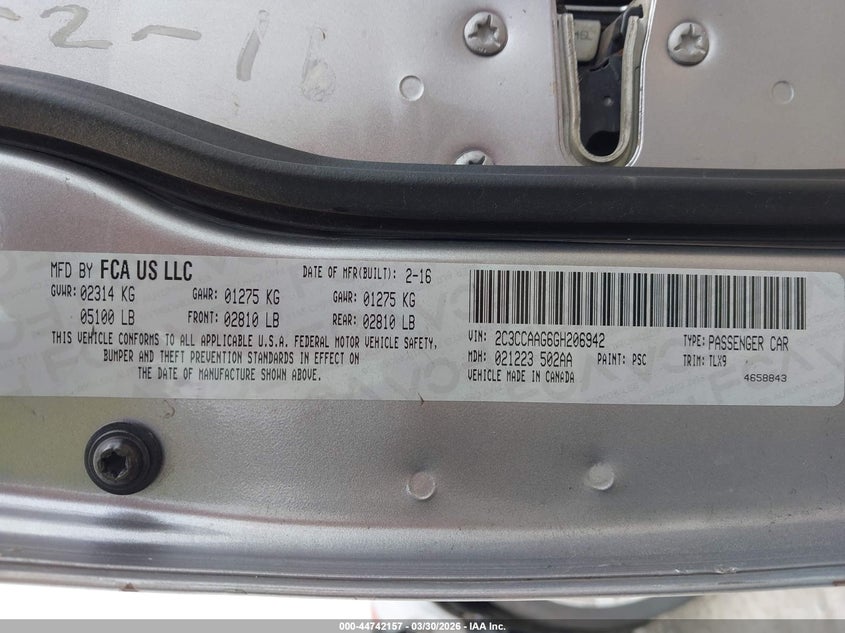 -2-16
MFD BY FCA US LLC
DATE OF MFR(BUILT): 2-16
GVWR: 02314 KG GAWR: 01275 KG GAWR: 01275 KG
05100 LB FRONT: 02810 LB REAR: 02810 LB
THIS VEHICLE CONFORMS TO ALL APPLICABLE U.S.A. FEDERAL MOTOR VEHICLE SAFETY,
BUMPER AND THEFT PREVENTION STANDARDS IN EFFECT ON
THE DATE OF MANUFACTURE SHOWN ABOVE.
VIN: 2C3CCAAG6GH206942 TYPE: PASSENGER CAR
MDH: 021223 502AA PAINT: PSC TRIM: TLX9
VEHICLE MADE IN CANADA 4658843
000-44742157 - 03/30/2026 - IAA Inc.